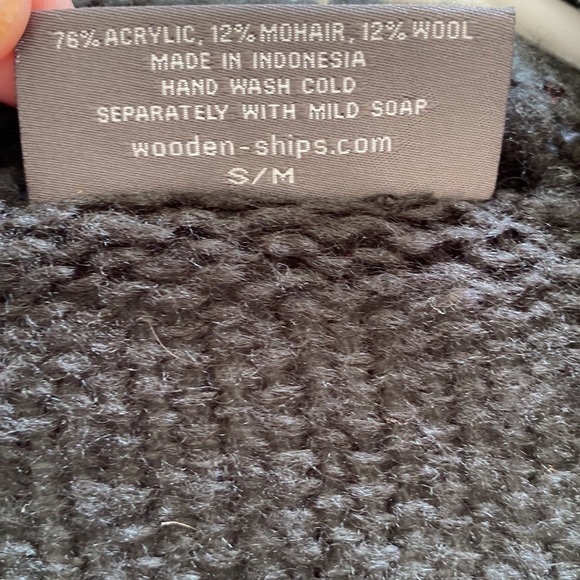 76% ACRYLIC, 12% MOHAIR, 12% WOOL
MADE IN INDONESIA
HAND WASH COLD
SEPARATELY WITH MILD SOAP
wooden-ships.com
S/M